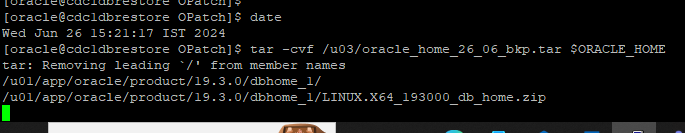 [oracle@cdcldbrestore OPatch]$
[oracle@cdcldbrestore OPatch]$ date
Wed Jun 26 15:21:17 IST 2024
[oracle@cdcldbrestore OPatch]$ tar -cvf /u03/oracle_home_26_06_bkp.tar $ORACLE_HOME
tar: Removing leading `/' from member names
/u01/app/oracle/product/19.3.0/dbhome_1/
/u01/app/oracle/product/19.3.0/dbhome_1/LINUX.X64_193000_db_home.zip